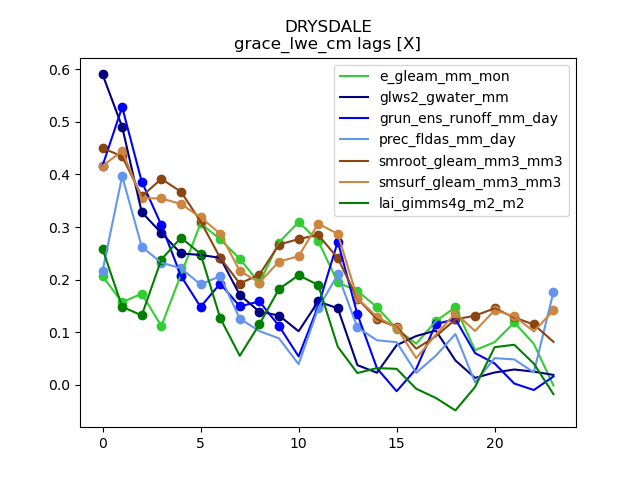 DRYSDALE
grace_lwe_cm lags [X]
0.6
0.5
0.4
0.3
0.2
0.1
0.0
0
5
10
15
20
e_gleam_mm_mon
glws2_gwater_mm
grun_ens_runoff_mm_day
prec_fldas_mm_day
smroot_gleam_mm3_mm3
smsurf_gleam_mm3_mm3
lai_gimms4g_m2_m2